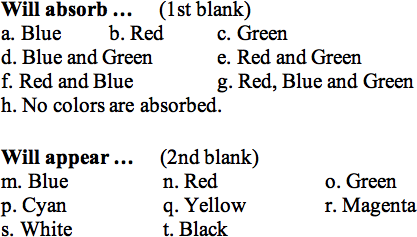 Will absorb … (1st blank)
a. Blue b. Red c. Green
d. Blue and Green e. Red and Green
f. Red and Blue g. Red, Blue and Green
h. No colors are absorbed.
Will appear … (2nd blank)
m. Blue n. Red o. Green
p. Cyan q. Yellow r. Magenta
s. White t. Black